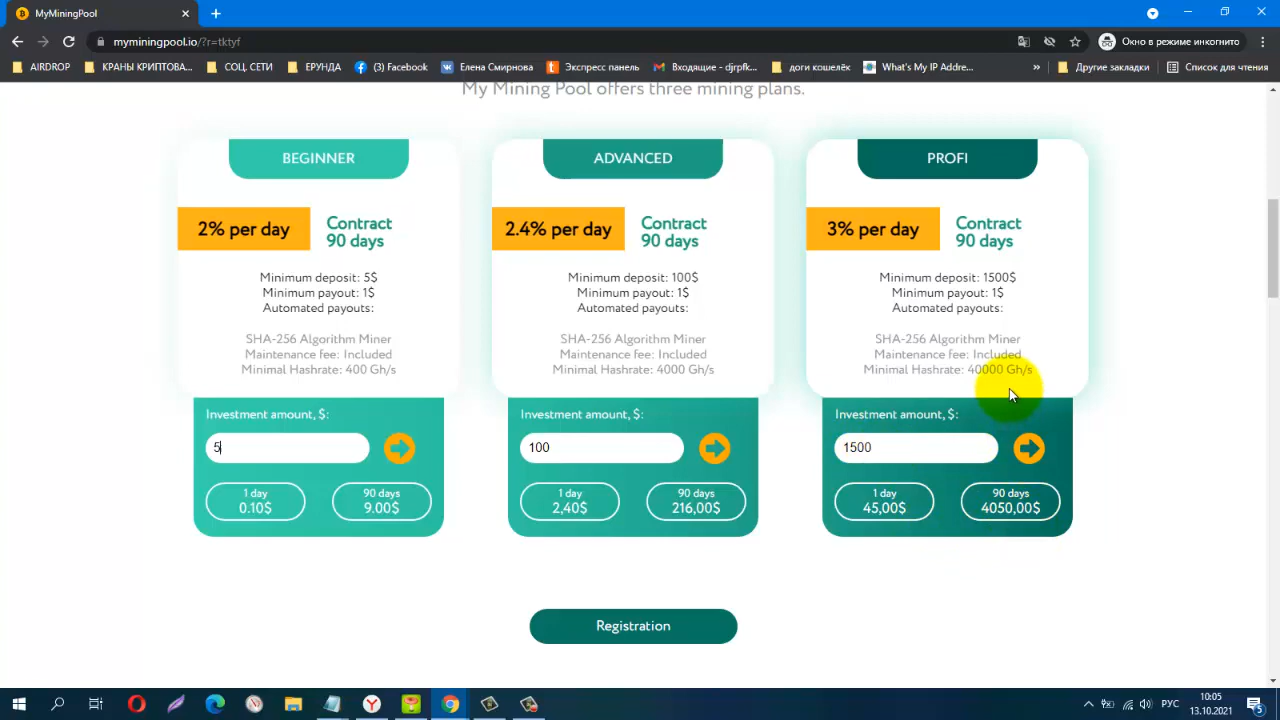 MyMiningPool
myminingpool.io/?r=tktyf
Окно в режиме инкогнито
AIRDROP
КРАНЫ КРИПТОВА...
СОЦ. СЕТИ
ЕРУНДА
(3) Facebook
Елена Смирнова
Экспресс панель
Входящие - djrpfk...
доги кошелёк
What's My IP Addre...
»
Другие закладки
Список для чтения
My Mining Pool offers three mining plans.
BEGINNER
2% per day
Contract
90 days
Minimum deposit: 5$
Minimum payout: 1$
Automated payouts:
SHA-256 Algorithm Miner
Maintenance fee: Included
Minimal Hashrate: 400 Gh/s
Investment amount, $:
5
1 day
0.10$
90 days
9.00$
ADVANCED
2.4% per day
Contract
90 days
Minimum deposit: 100$
Minimum payout: 1$
Automated payouts:
SHA-256 Algorithm Miner
Maintenance fee: Included
Minimal Hashrate: 4000 Gh/s
Investment amount, $:
100
1 day
2,40$
90 days
216,00$
PROFI
3% per day
Contract
90 days
Minimum deposit: 1500$
Minimum payout: 1$
Automated payouts:
SHA-256 Algorithm Miner
Maintenance fee: Included
Minimal Hashrate: 40000 Gh/s
Investment amount, $:
1500
1 day
45,00$
90 days
4050,00$
Registration
РУС
10:05
13.10.2021
5